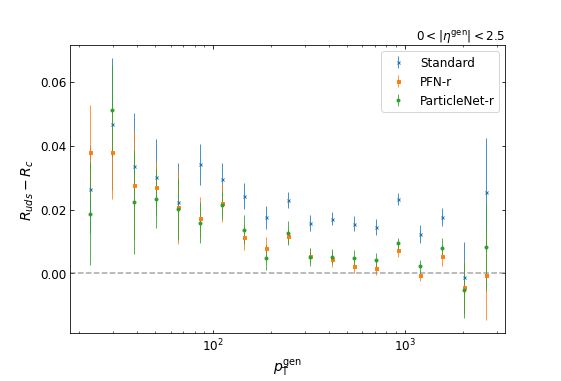 0 < |η^gen| < 2.5
Standard
PFN-r
ParticleNet-r
R_uds − R_c
0.06
0.04
0.02
0.00
10^2
10^3
p_T^gen